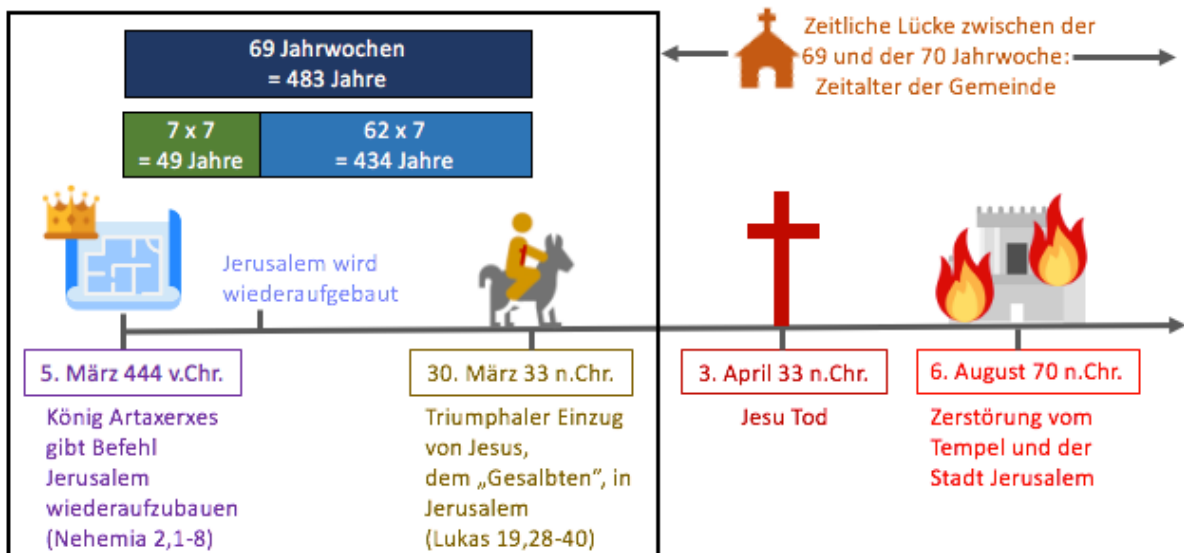 69 Jahrwochen
= 483 Jahre
7 x 7
= 49 Jahre
62 x 7
= 434 Jahre
Zeitliche Lücke zwischen der
69 und der 70 Jahrwoche:
Zeitalter der Gemeinde
Jerusalem wird
wiederaufgebaut
5. März 444 v.Chr.
König Artaxerxes
gibt Befehl
Jerusalem
wiederaufzubauen
(Nehemia 2,1-8)
30. März 33 n.Chr.
Triumphaler Einzug
von Jesus,
dem „Gesalbten“, in
Jerusalem
(Lukas 19,28-40)
3. April 33 n.Chr.
Jesu Tod
6. August 70 n.Chr.
Zerstörung vom
Tempel und der
Stadt Jerusalem